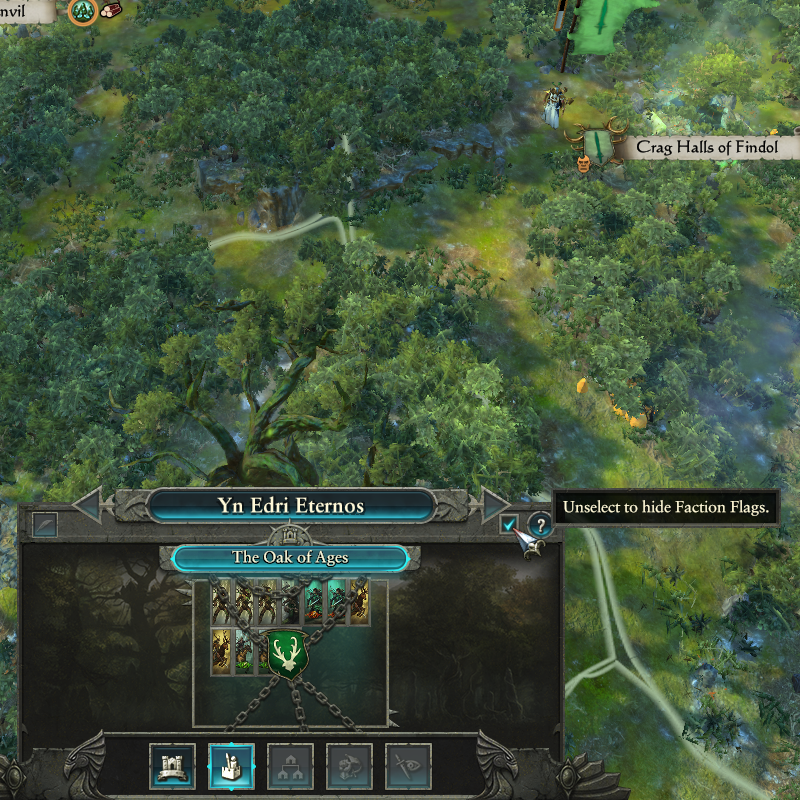 nvil
Crag Halls of Findol
Yn Edri Eternos
Unselect to hide Faction Flags.
?
The Oak of Ages